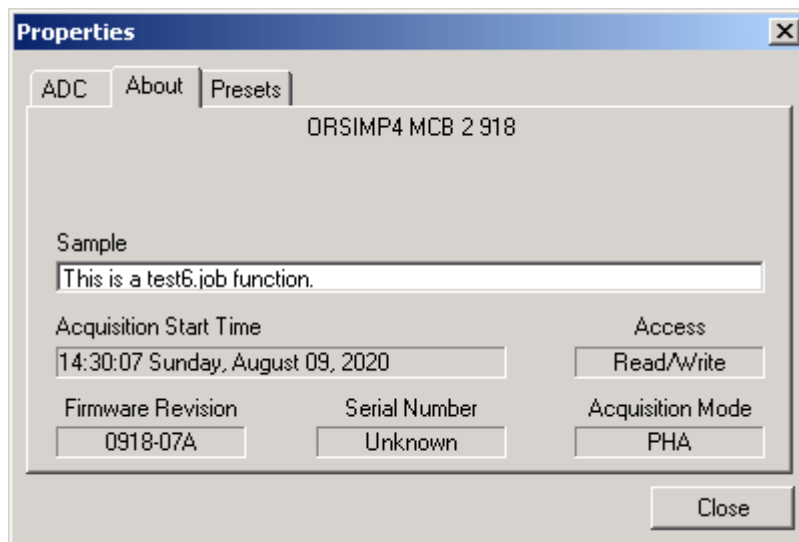 Properties
ADC About Presets
ORSIMP4 MCB 2 918
Sample
This is a test6.job function.
Acquisition Start Time Access
14:30:07 Sunday, August 09, 2020 Read/Write
Firmware Revision Serial Number Acquisition Mode
0918-07A Unknown PHA
Close